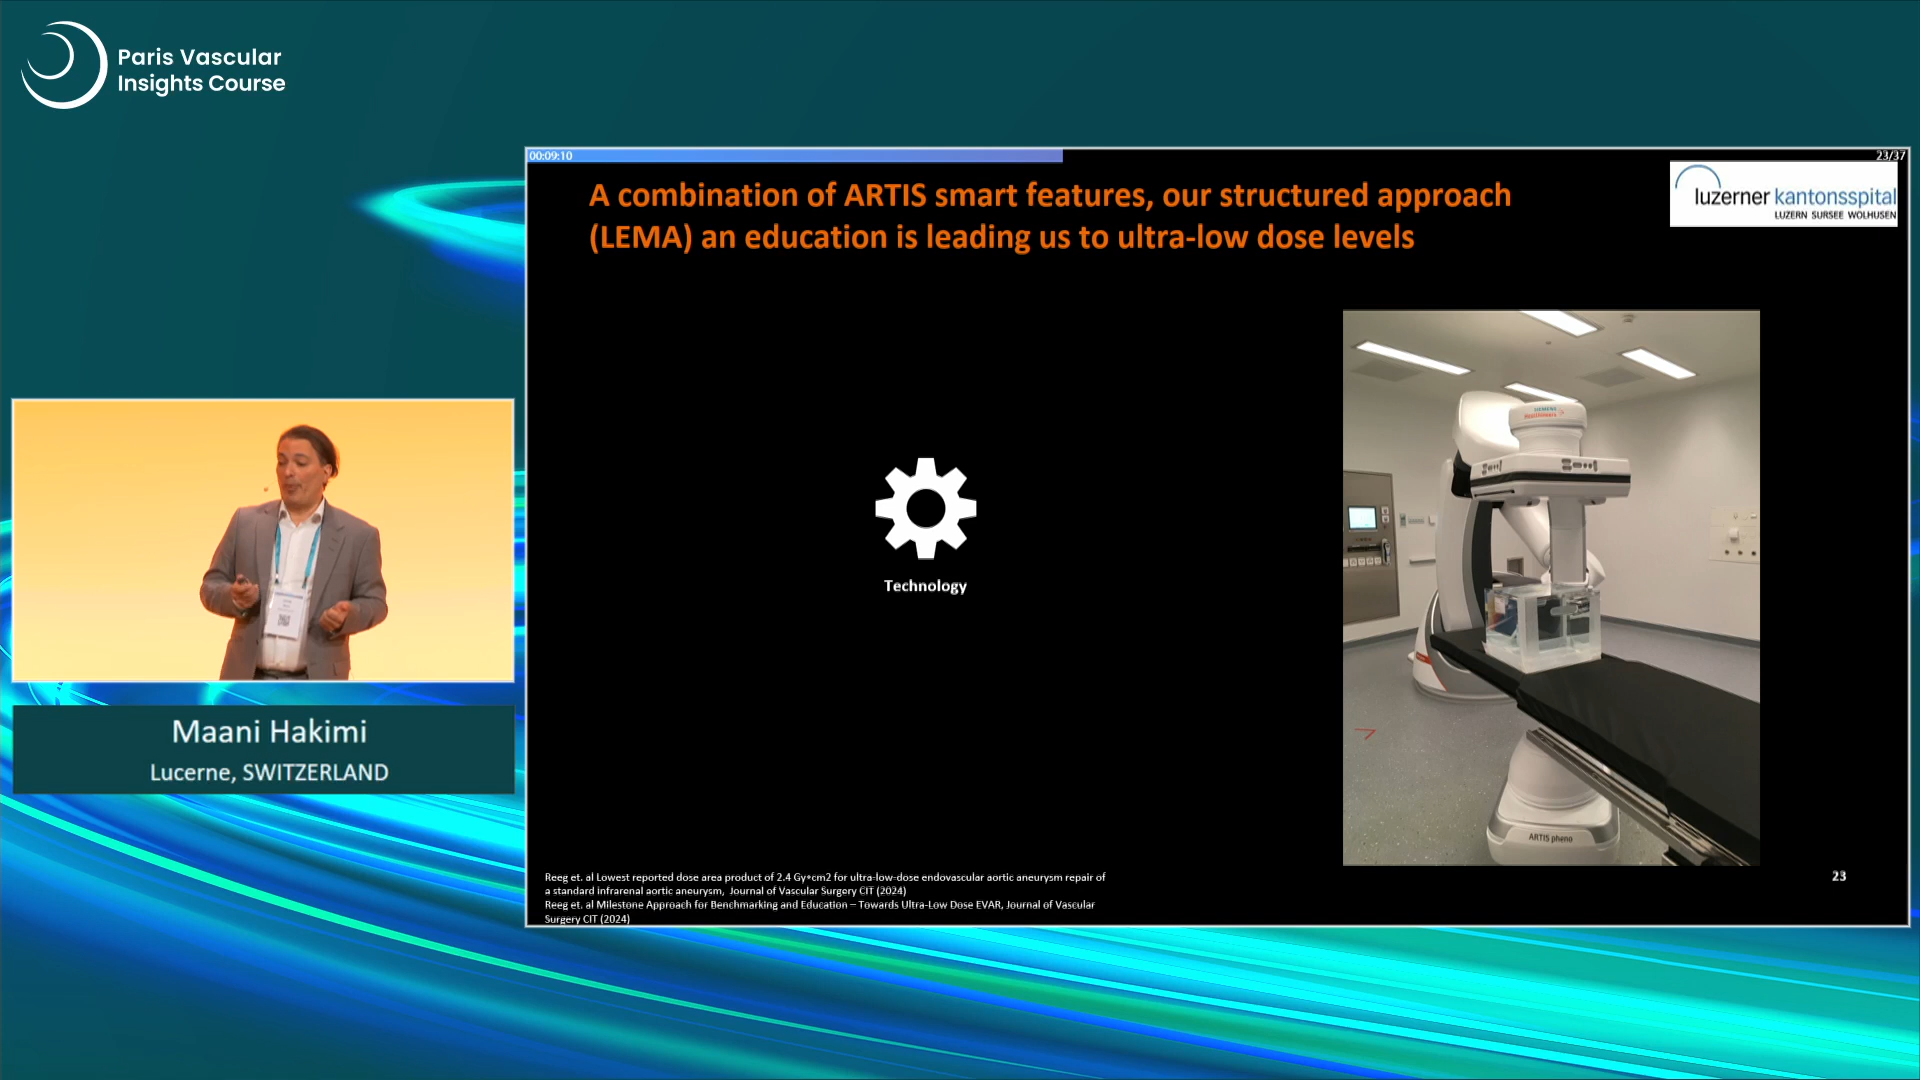 Paris Vascular
Insights Course
00:09:10
23/37
A combination of ARTIS smart features, our structured approach
(LEMA) an education is leading us to ultra-low dose levels
luzerner kantonsspital
LUZERN SURSEE WOLHUSEN
Technology
SIEMENS
Healthineers
ARTIS pheno
Maani Hakimi
Lucerne, SWITZERLAND
Reeg et. al Lowest reported dose area product of 2.4 Gy*cm2 for ultra-low-dose endovascular aortic aneurysm repair of
a standard infrarenal aortic aneurysm, Journal of Vascular Surgery CIT (2024)
Reeg et. al Milestone Approach for Benchmarking and Education – Towards Ultra-Low Dose EVAR, Journal of Vascular
Surgery CIT (2024)
23